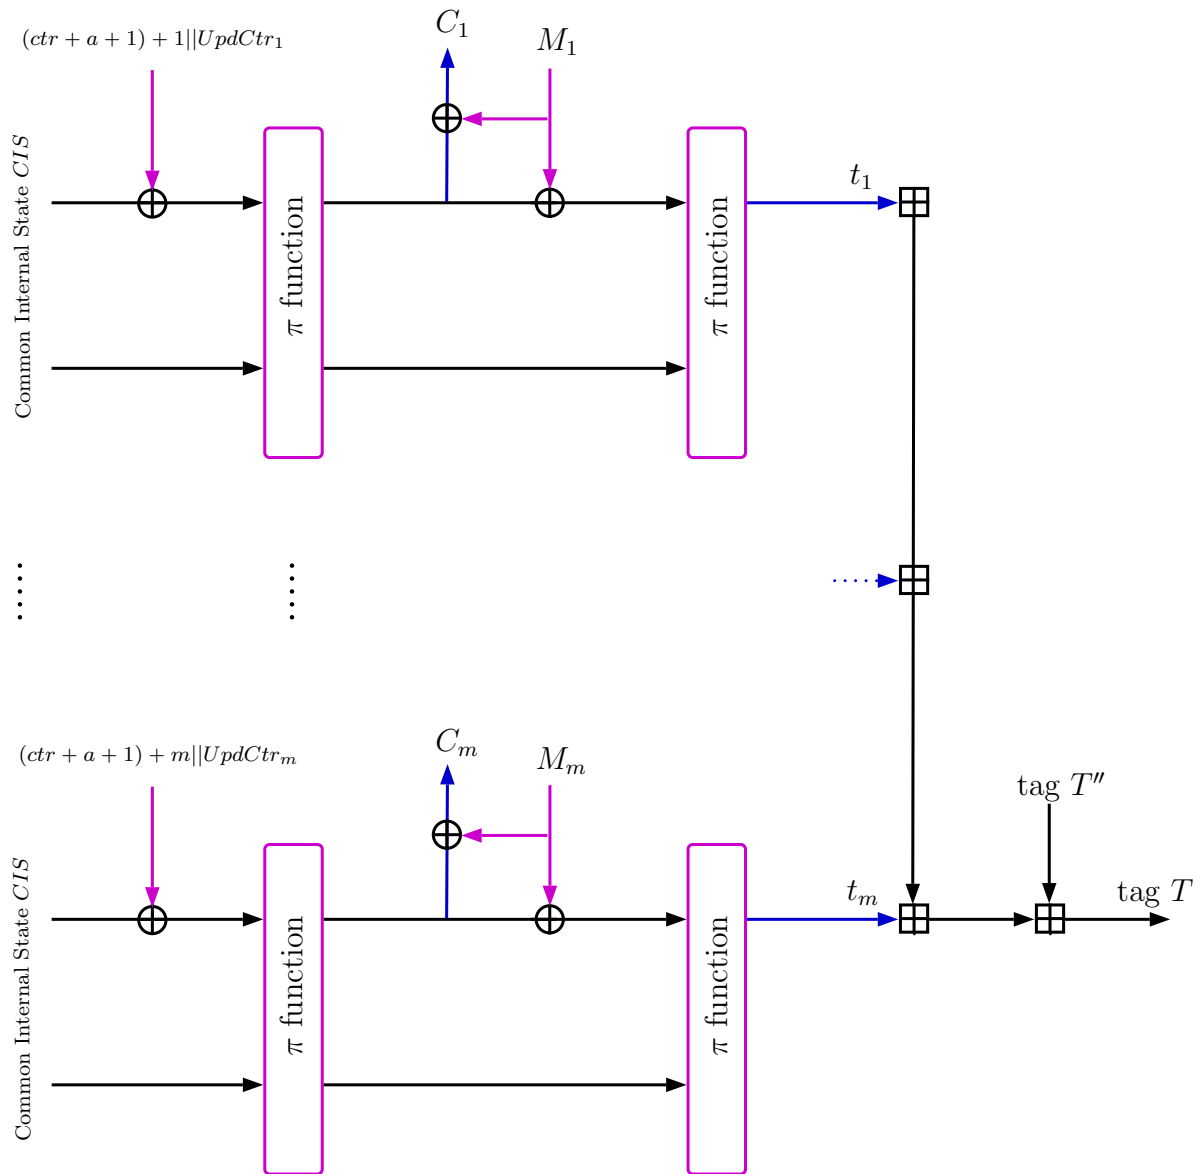 C₁
(ctr + a + 1) + 1||UpdCtr₁
M₁
Common Internal State CIS
π function
π function
t₁
Cₘ
(ctr + a + 1) + m||UpdCtrₘ
Mₘ
tag T″
Common Internal State CIS
π function
π function
tₘ
tag T